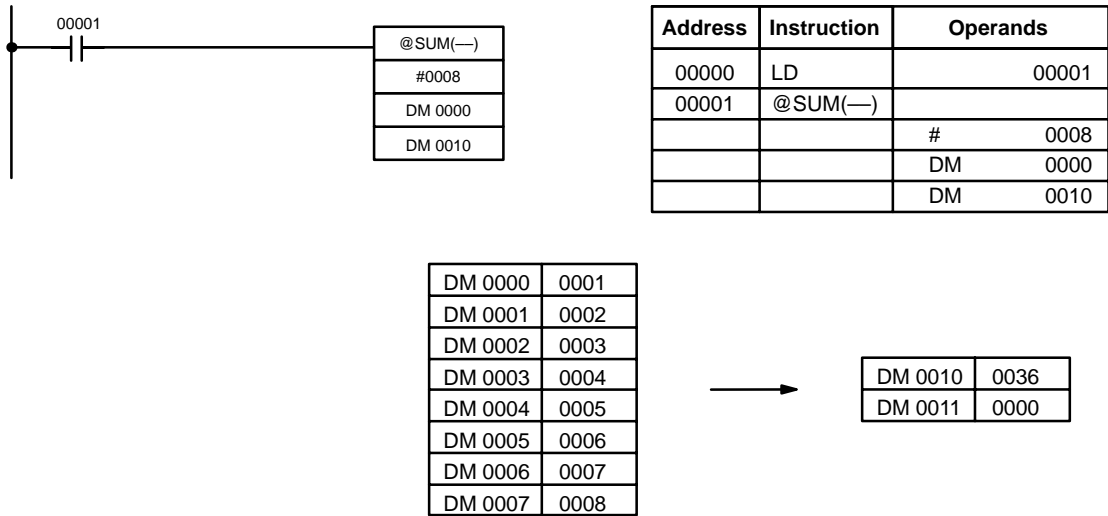 00001
@SUM(––)
#0008
DM 0000
DM 0010
Address Instruction Operands
00000 LD 00001
00001 @SUM(––)
# 0008
DM 0000
DM 0010
DM 0000 0001
DM 0001 0002
DM 0002 0003
DM 0003 0004
DM 0004 0005
DM 0005 0006
DM 0006 0007
DM 0007 0008
DM 0010 0036
DM 0011 0000